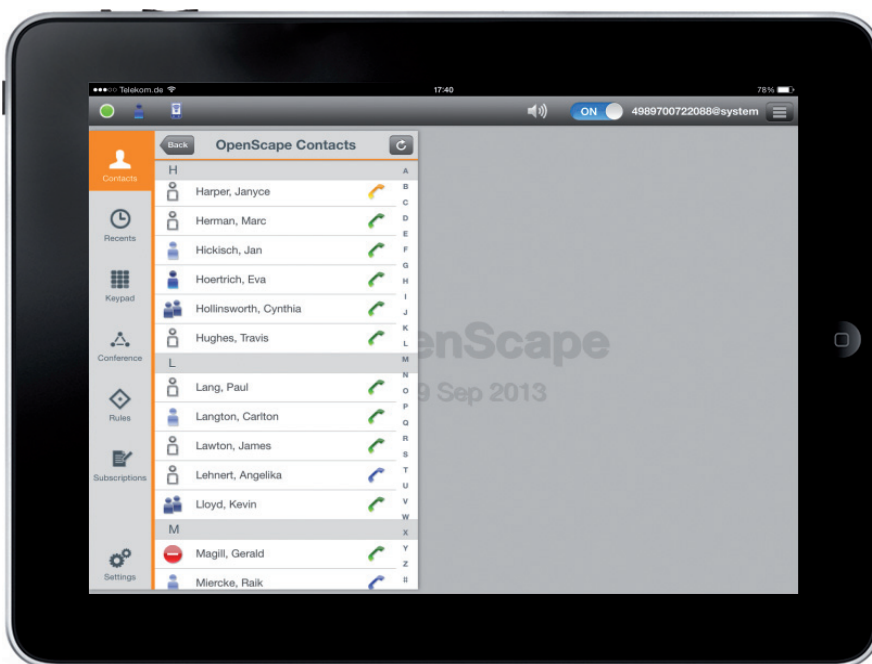 Telekom.de
17:40
78%
ON
4989700722088@system
Back
OpenScape Contacts
Contacts
Recents
Keypad
Conference
Rules
Subscriptions
Settings
H
Harper, Janyce
Herman, Marc
Hickisch, Jan
Hoertrich, Eva
Hollinsworth, Cynthia
Hughes, Travis
L
Lang, Paul
Langton, Carlton
Lawton, James
Lehnert, Angelika
Lloyd, Kevin
M
Magill, Gerald
Miercke, Raik
A
B
C
D
E
F
G
H
I
J
K
L
M
N
O
P
Q
R
S
T
U
V
W
X
Y
Z
#
enScape
9 Sep 2013